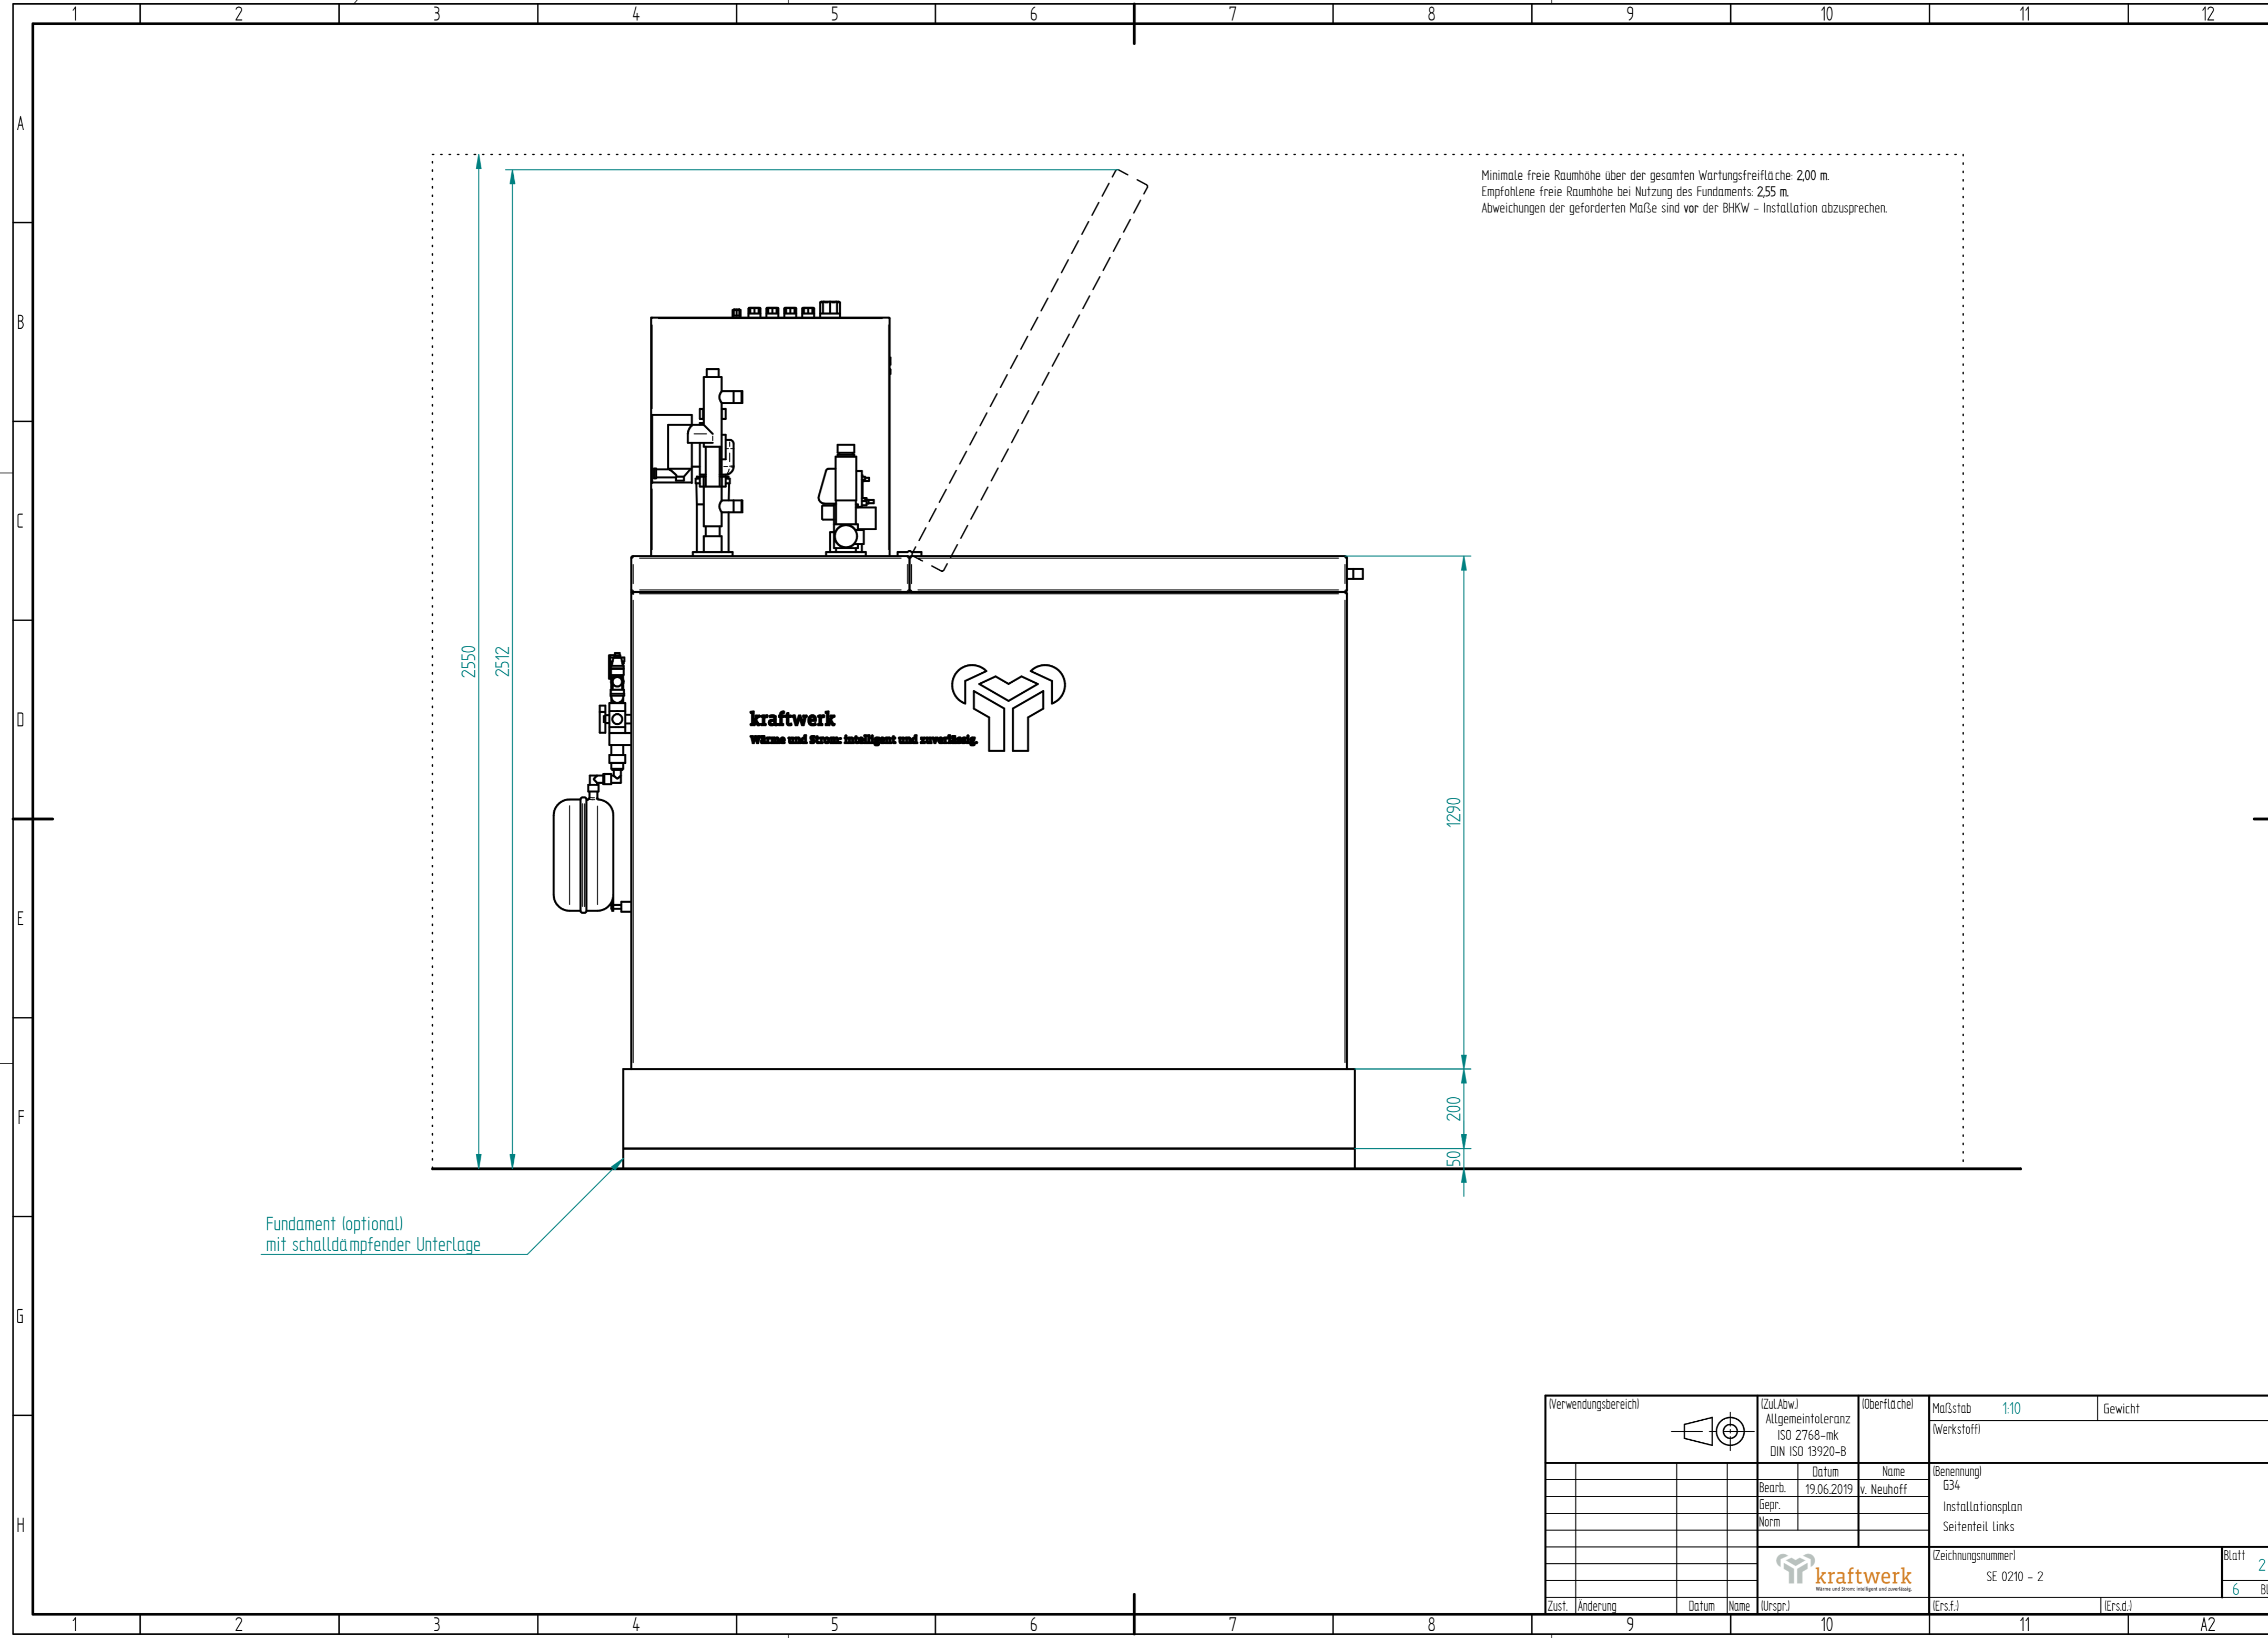 1 2 3 4 5 6 7 8 9 10 11 12
A
B
C
D
E
F
G
H
Minimale freie Raumhöhe über der gesamten Wartungsfreifläche: 2,00 m.
Empfohlene freie Raumhöhe bei Nutzung des Fundaments: 2,55 m.
Abweichungen der geforderten Maße sind vor der BHKW - Installation abzusprechen.
2550
2512
kraftwerk
Wärme und Strom: intelligent und zuverlässig.
1290
200
50
Fundament (optional)
mit schalldämpfender Unterlage
(Verwendungsbereich)
(Zul.Abw.)
Allgemeintoleranz
ISO 2768-mk
DIN ISO 13920-B
(Oberfläche)
Maßstab 1:10
Gewicht
(Werkstoff)
Datum Name
Bearb. 19.06.2019 v. Neuhoff
Gepr.
Norm
(Benennung)
G34
Installationsplan
Seitenteil links
kraftwerk
Wärme und Strom: intelligent und zuverlässig.
(Zeichnungsnummer)
SE 0210 - 2
Blatt
2
6
Zust. Änderung Datum Name (Urspr.) (Ers.f.:) (Ers.d.:)
1 2 3 4 5 6 7 8 9 10 11 A2